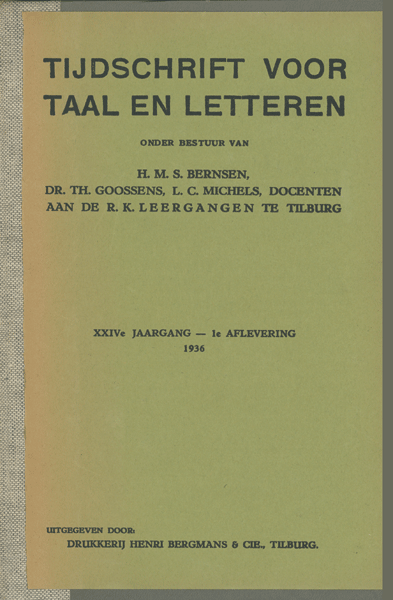 TIJDSCHRIFT VOOR
TAAL EN LETTEREN
ONDER BESTUUR VAN
H. M. S. BERNSEN,
DR. TH. GOOSSENS, L. C. MICHELS, DOCENTEN
AAN DE R. K. LEERGANGEN TE TILBURG
XXIVe JAARGANG — 1e AFLEVERING
1936
UITGEGEVEN DOOR:
DRUKKERIJ HENRI BERGMANS & CIE., TILBURG.